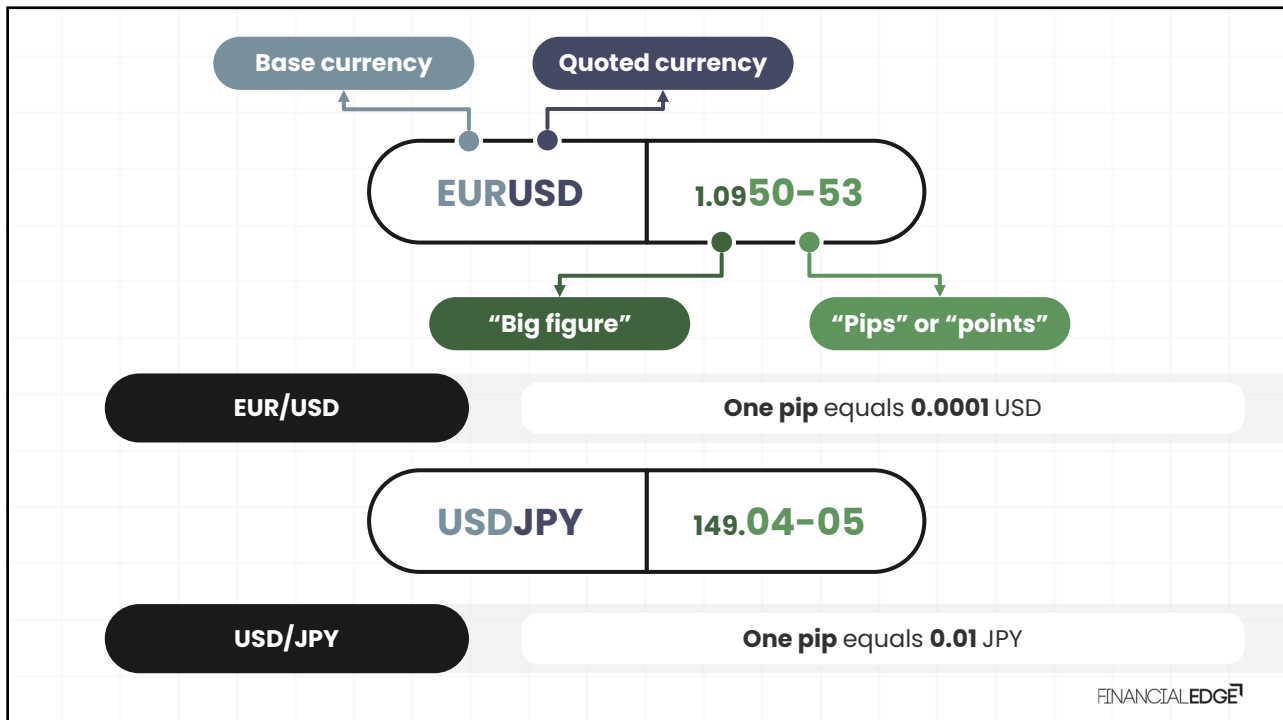 Base currency
Quoted currency
EURUSD
1.0950-53
“Big figure”
“Pips” or “points”
EUR/USD
One pip equals 0.0001 USD
USDJPY
149.04-05
USD/JPY
One pip equals 0.01 JPY
FINANCIALEDGE